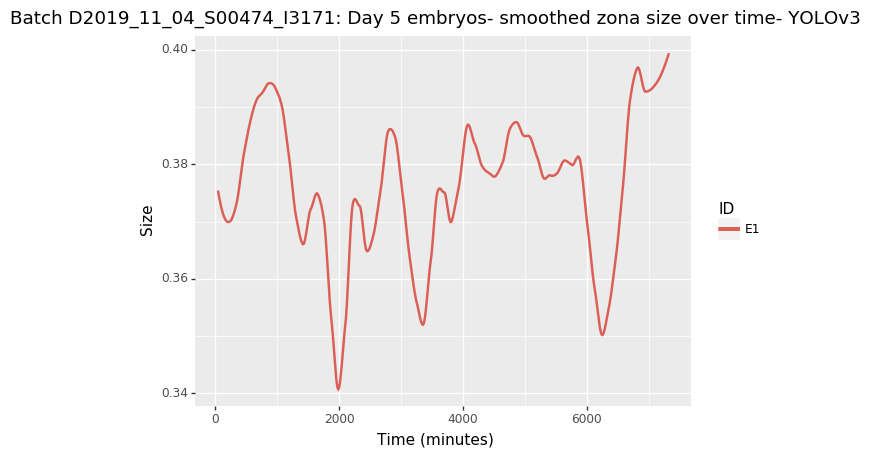 Batch D2019_11_04_S00474_I3171: Day 5 embryos- smoothed zona size over time- YOLOv3
0.40
0.38
0.36
0.34
Size
0
2000
4000
6000
Time (minutes)
ID
E1